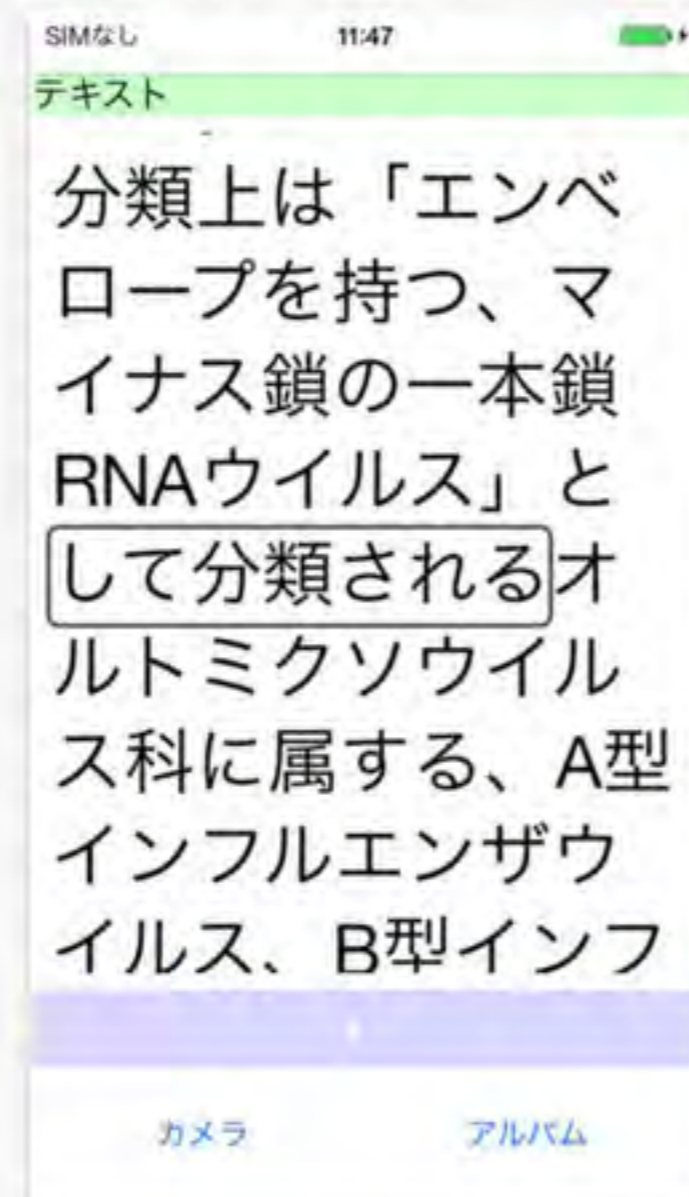 SIMなし 11:47
テキスト
分類上は「エンベ
ロープを持つ、マ
イナス鎖の一本鎖
RNAウイルス」と
して分類されるオ
ルトミクソウイル
ス科に属する、A型
インフルエンザウ
イルス、B型インフ
カメラ アルバム